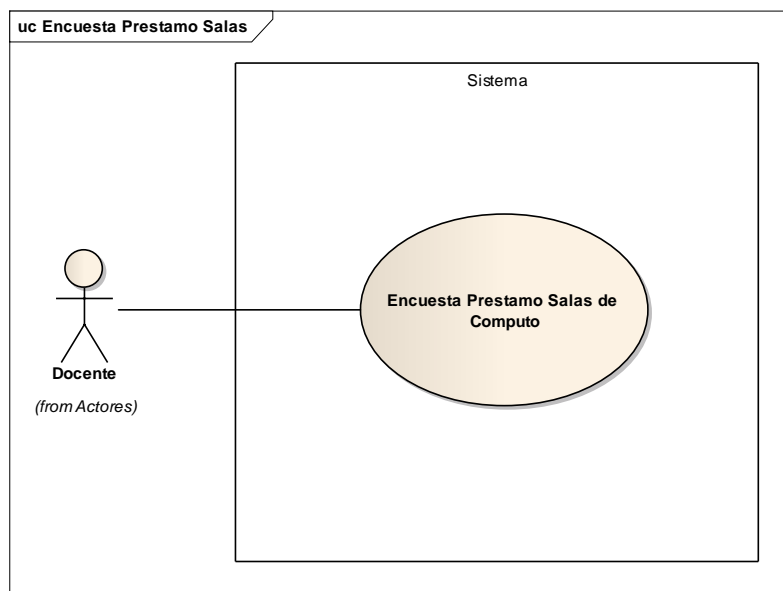 uc Encuesta Prestamo Salas
Sistema
Encuesta Prestamo Salas de
Computo
Docente
(from Actores)